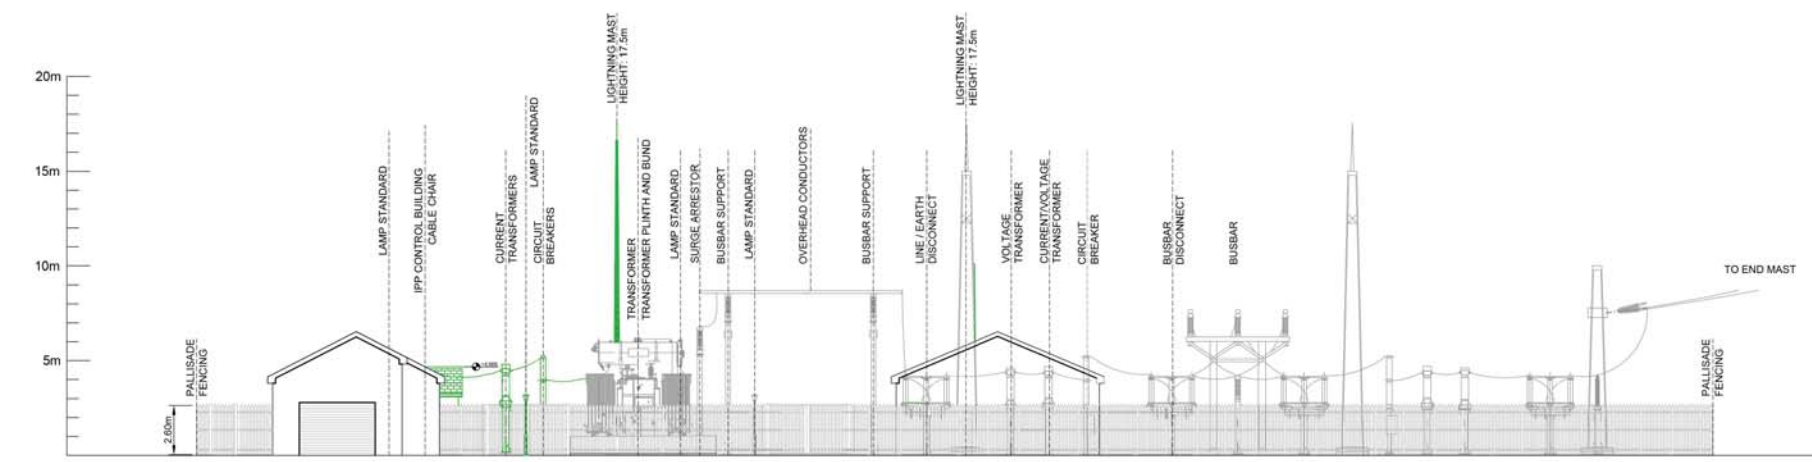 20m
15m
10m
5m
2.60m
PALLISADE
FENCING
LAMP STANDARD
IPP CONTROL BUILDING
CABLE CHAIR
CURRENT
TRANSFORMERS
LAMP STANDARD
CIRCUIT
BREAKERS
LIGHTNING MAST
HEIGHT: 17.5m
TRANSFORMER
TRANSFORMER PLINTH AND BUND
LAMP STANDARD
SURGE ARRESTOR
BUSBAR SUPPORT
LAMP STANDARD
OVERHEAD CONDUCTORS
BUSBAR SUPPORT
LINE / EARTH
DISCONNECT
LIGHTNING MAST
HEIGHT: 17.5m
VOLTAGE
TRANSFORMER
CURRENT/VOLTAGE
TRANSFORMER
CIRCUIT
BREAKER
BUSBAR
DISCONNECT
BUSBAR
TO END MAST
PALLISADE
FENCING